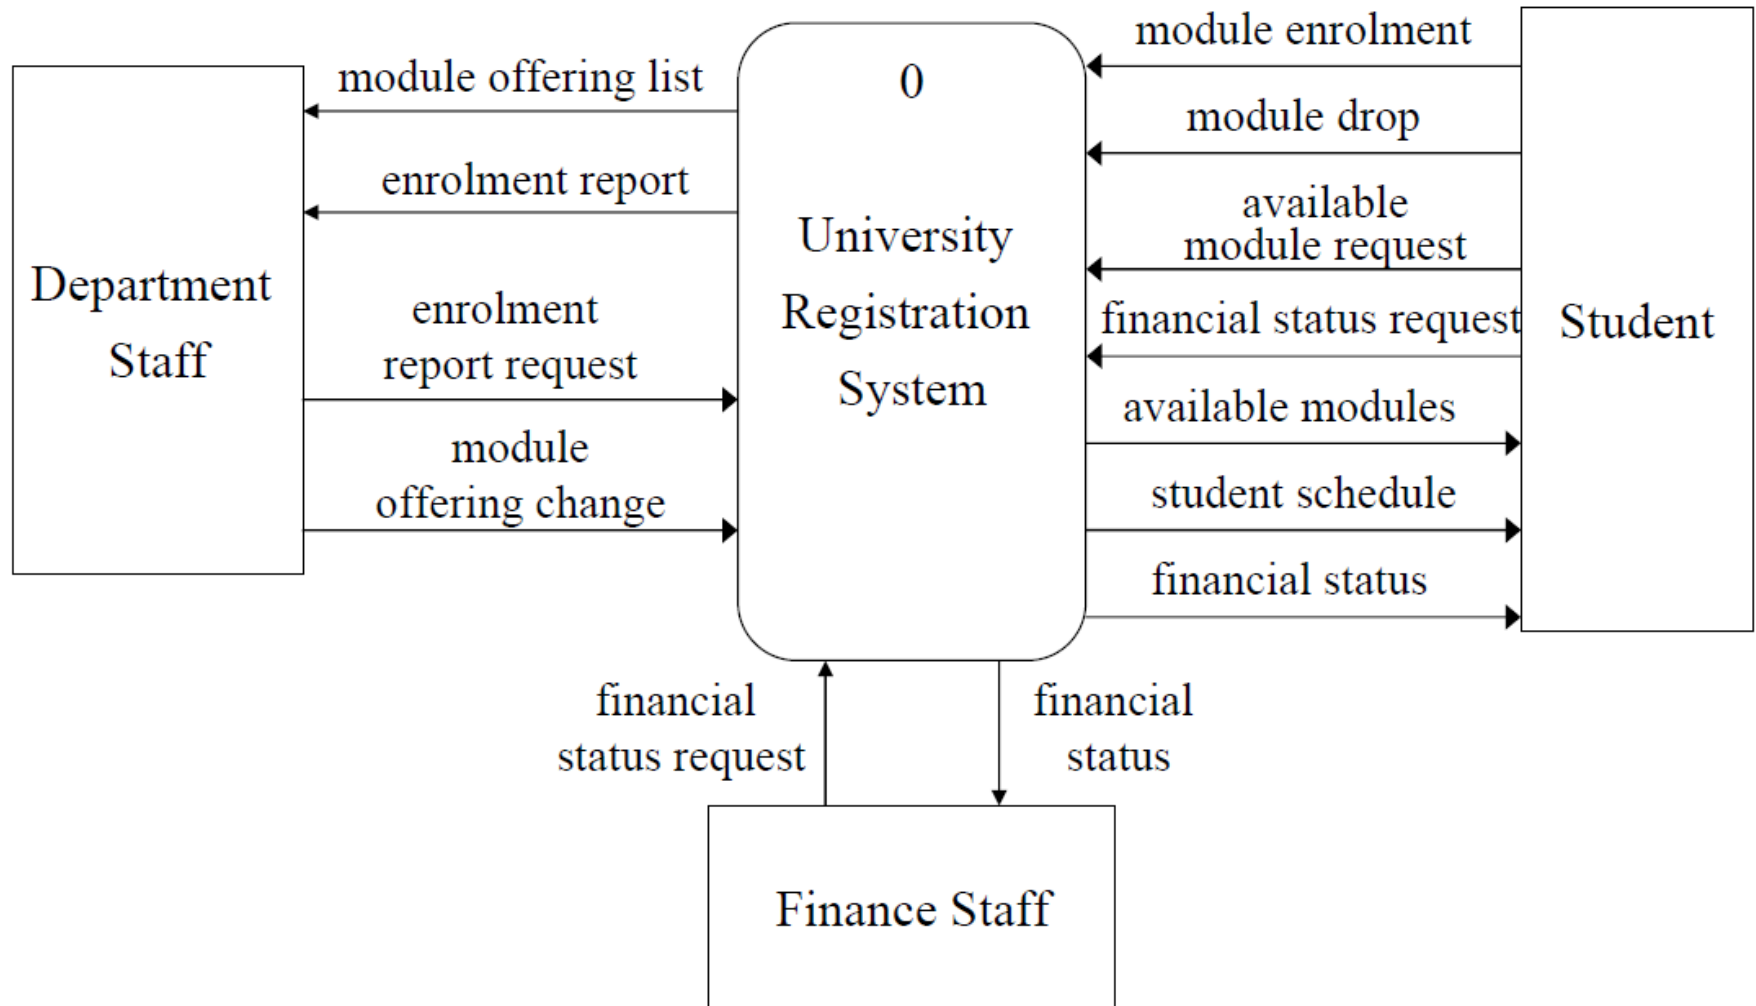 module offering list
enrolment report
Department
Staff
enrolment
report request
module
offering change
0
University
Registration
System
module enrolment
module drop
available
module request
financial status request
available modules
student schedule
financial status
Student
financial
status request
financial
status
Finance Staff